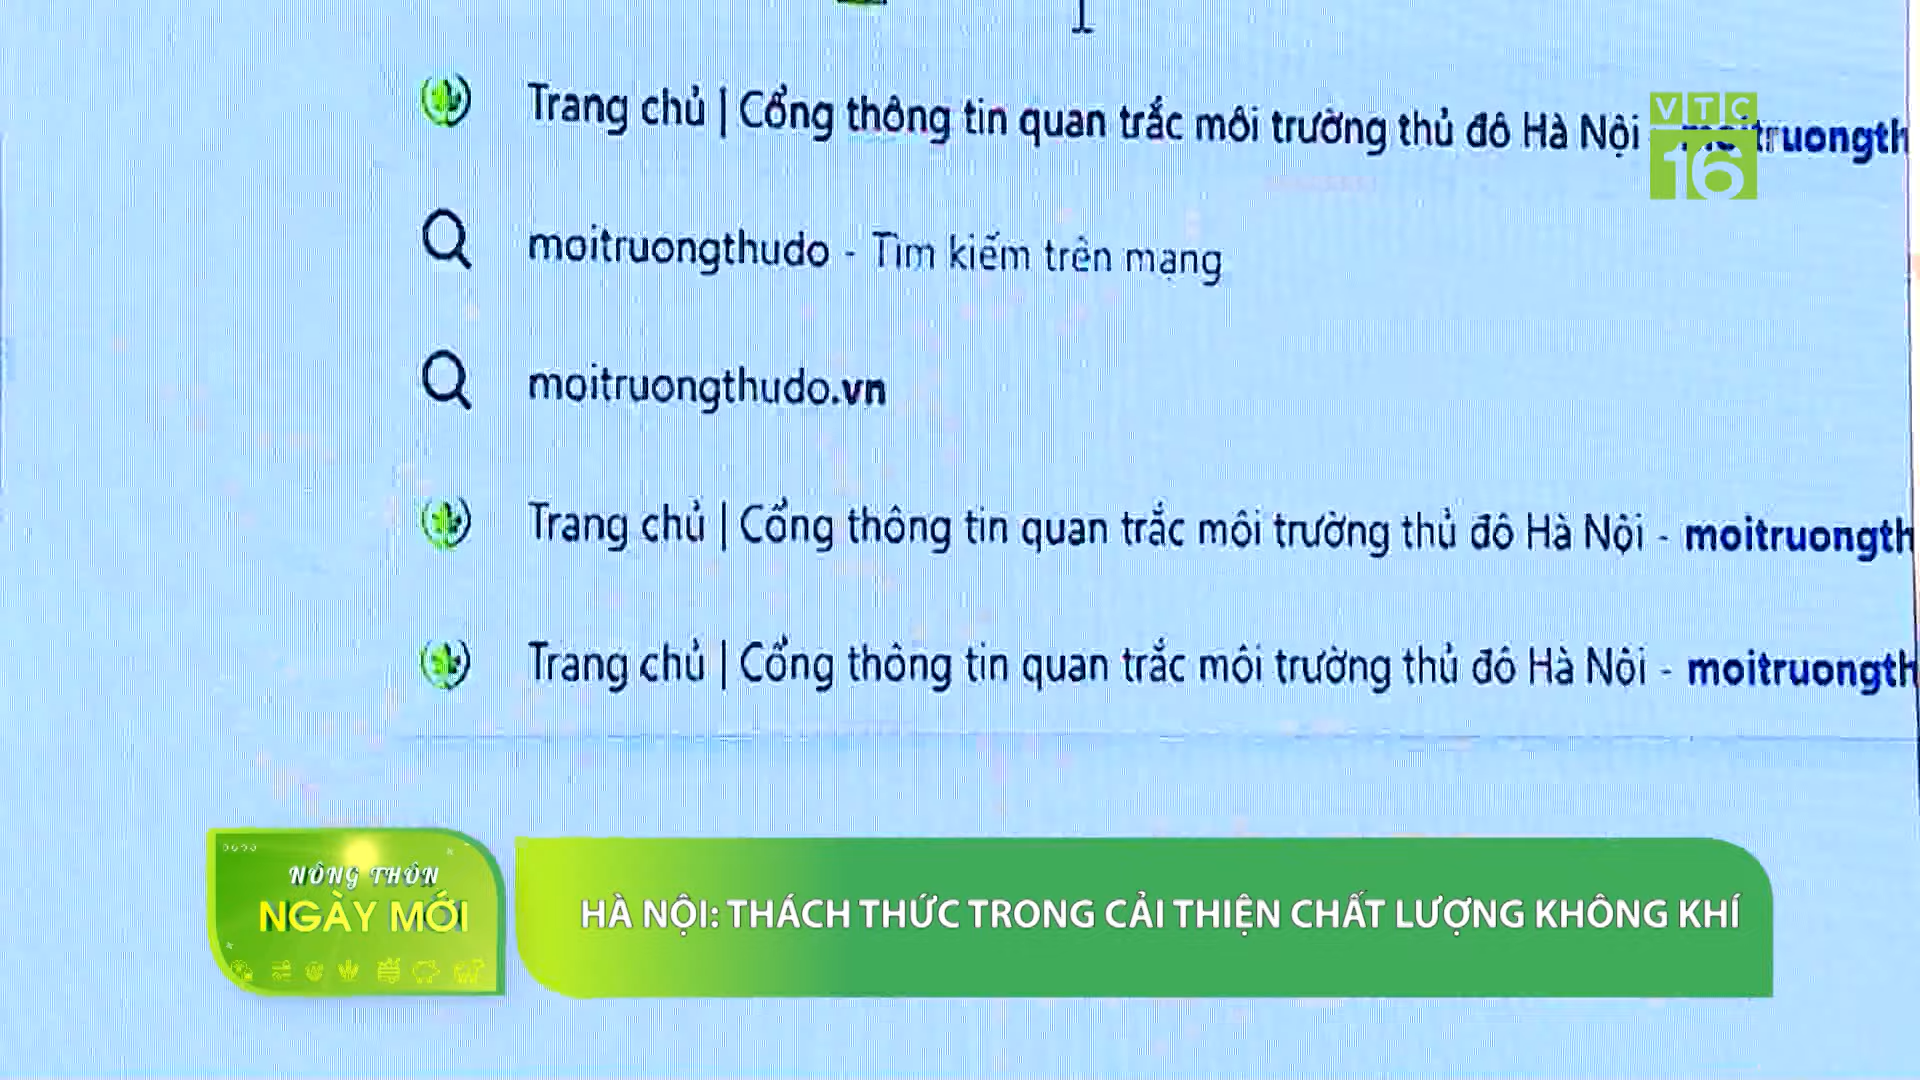 Trang chủ | Cổng thông tin quan trắc môi trường thủ đô Hà Nội - moitruongth
VTC
16
moitruongthudo - Tìm kiếm trên mạng
moitruongthudo.vn
Trang chủ | Cổng thông tin quan trắc môi trường thủ đô Hà Nội - moitruongth
Trang chủ | Cổng thông tin quan trắc môi trường thủ đô Hà Nội - moitruongth
NÔNG THÔN
NGÀY MỚI
HÀ NỘI: THÁCH THỨC TRONG CẢI THIỆN CHẤT LƯỢNG KHÔNG KHÍ